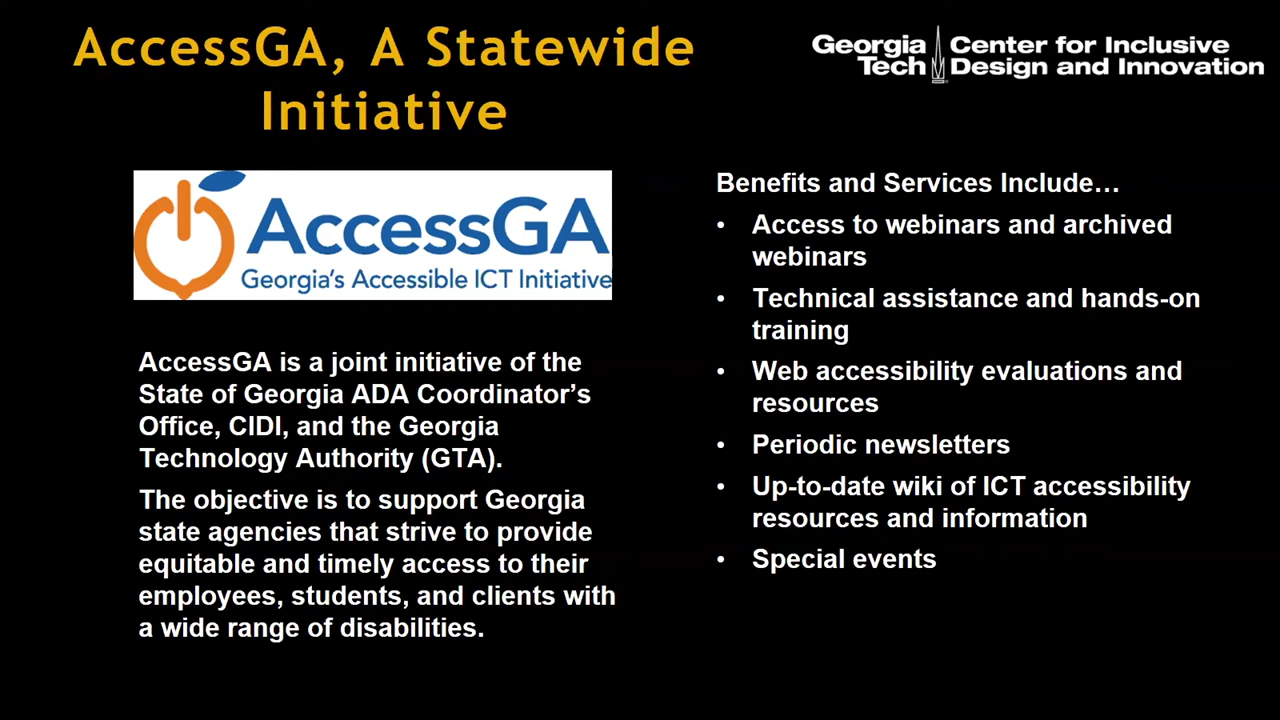 AccessGA, A Statewide
Initiative
Georgia Tech
Center for Inclusive
Design and Innovation
AccessGA
Georgia's Accessible ICT Initiative
AccessGA is a joint initiative of the
State of Georgia ADA Coordinator’s
Office, CIDI, and the Georgia
Technology Authority (GTA).
The objective is to support Georgia
state agencies that strive to provide
equitable and timely access to their
employees, students, and clients with
a wide range of disabilities.
Benefits and Services Include…
• Access to webinars and archived
webinars
• Technical assistance and hands-on
training
• Web accessibility evaluations and
resources
• Periodic newsletters
• Up-to-date wiki of ICT accessibility
resources and information
• Special events